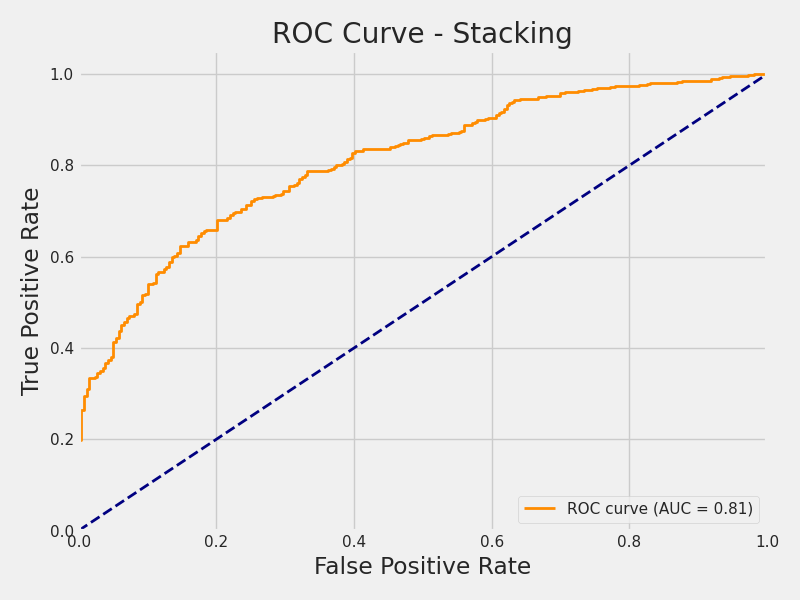 ROC Curve - Stacking
1.0
0.8
0.6
0.4
0.2
0.0
True Positive Rate
ROC curve (AUC = 0.81)
0.0 0.2 0.4 0.6 0.8 1.0
False Positive Rate